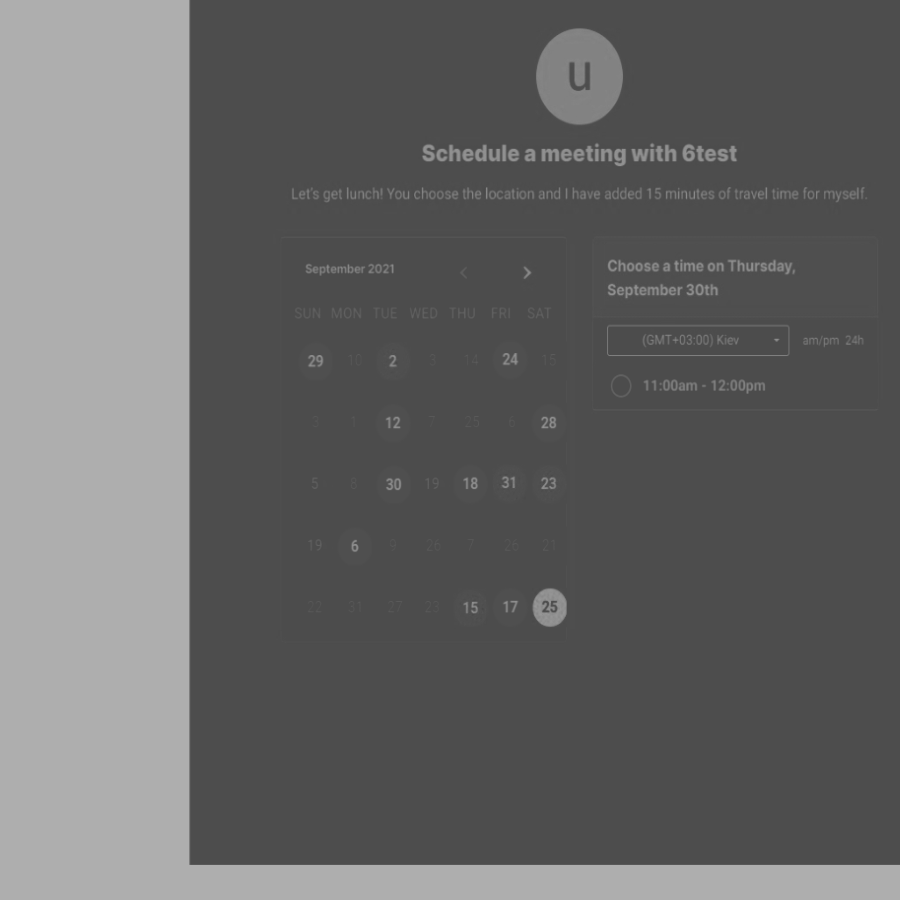 u
Schedule a meeting with 6test
Let's get lunch! You choose the location and I have added 15 minutes of travel time for myself.
September 2021
SUN MON TUE WED THU FRI SAT
29 10 2 3 14 24 15
3 1 12 7 25 6 28
5 8 30 19 18 31 23
19 6 9 26 7 26 21
22 31 27 23 15 17 25
Choose a time on Thursday,
September 30th
(GMT+03:00) Kiev
am/pm 24h
11:00am - 12:00pm